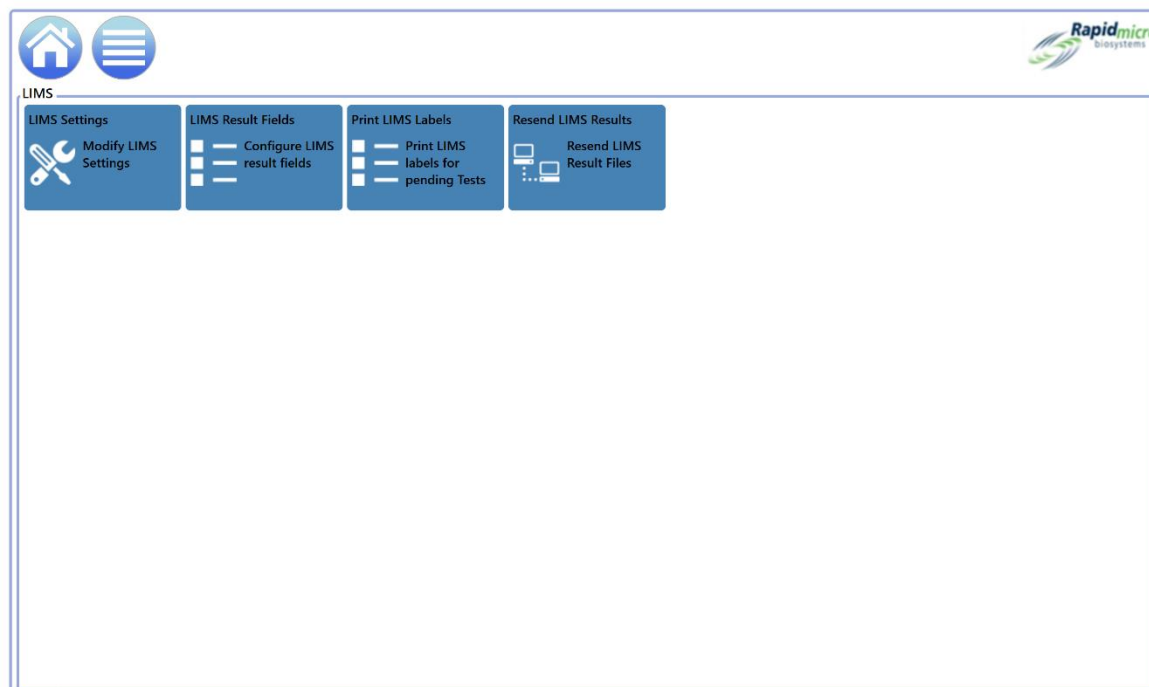 Rapidmicr
biosystems
LIMS
LIMS Settings
Modify LIMS
Settings
LIMS Result Fields
Configure LIMS
result fields
Print LIMS Labels
Print LIMS
labels for
pending Tests
Resend LIMS Results
Resend LIMS
Result Files